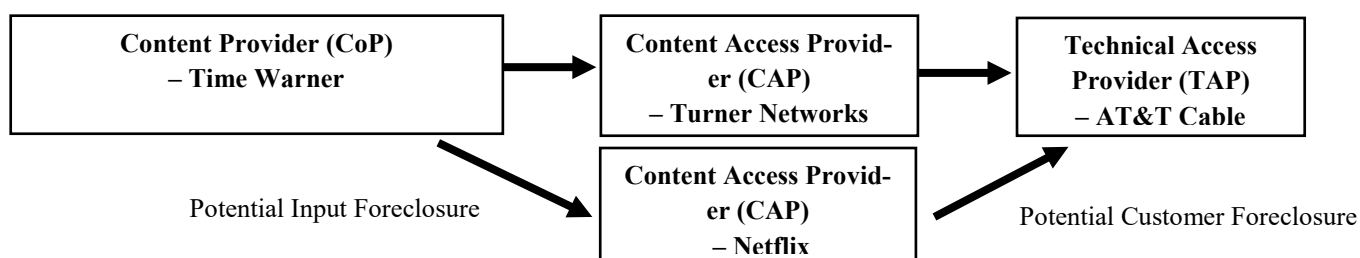 Content Provider (CoP)
– Time Warner
Content Access Provid-
er (CAP)
– Turner Networks
Technical Access
Provider (TAP)
– AT&T Cable
Potential Input Foreclosure
Content Access Provid-
er (CAP)
– Netflix
Potential Customer Foreclosure